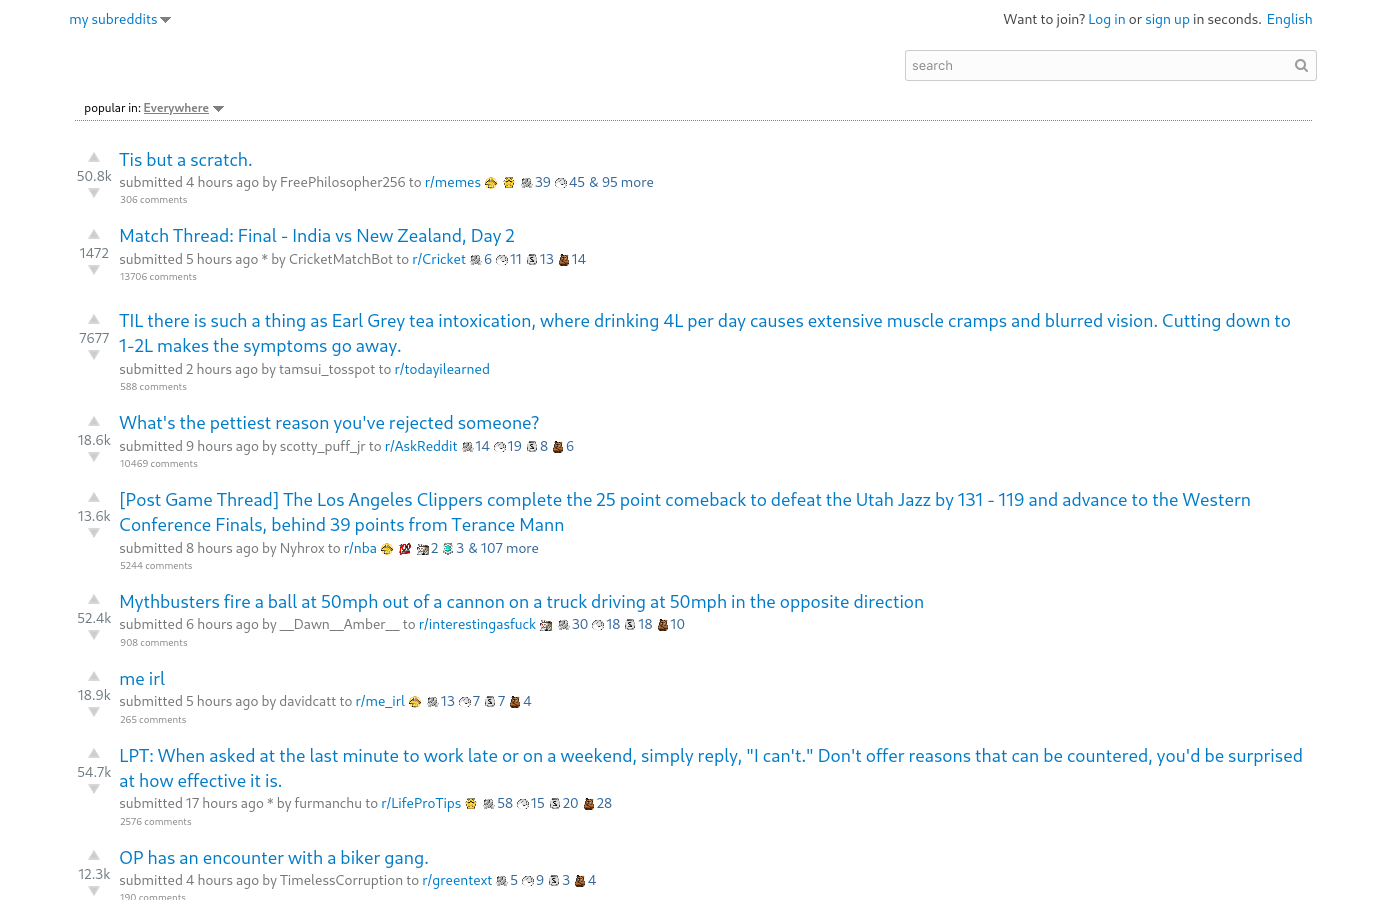 my subreddits
Want to join? Log in or sign up in seconds. English
search
popular in: Everywhere
Tis but a scratch.
50.8k
submitted 4 hours ago by FreePhilosopher256 to r/memes 39 45 & 95 more
306 comments
Match Thread: Final - India vs New Zealand, Day 2
1472
submitted 5 hours ago * by CricketMatchBot to r/Cricket 6 11 13 14
13706 comments
TIL there is such a thing as Earl Grey tea intoxication, where drinking 4L per day causes extensive muscle cramps and blurred vision. Cutting down to
7677
1-2L makes the symptoms go away.
submitted 2 hours ago by tamsui_tosspot to r/todayilearned
588 comments
What's the pettiest reason you've rejected someone?
18.6k
submitted 9 hours ago by scotty_puff_jr to r/AskReddit 14 19 8 6
10469 comments
[Post Game Thread] The Los Angeles Clippers complete the 25 point comeback to defeat the Utah Jazz by 131 - 119 and advance to the Western
13.6k
Conference Finals, behind 39 points from Terance Mann
submitted 8 hours ago by Nyhrox to r/nba 2 3 & 107 more
5244 comments
Mythbusters fire a ball at 50mph out of a cannon on a truck driving at 50mph in the opposite direction
52.4k
submitted 6 hours ago by __Dawn__Amber__ to r/interestingasfuck 30 18 18 10
908 comments
me irl
18.9k
submitted 5 hours ago by davidcatt to r/me_irl 13 7 7 4
265 comments
LPT: When asked at the last minute to work late or on a weekend, simply reply, "I can't." Don't offer reasons that can be countered, you'd be surprised
54.7k
at how effective it is.
submitted 17 hours ago * by furmanchu to r/LifeProTips 58 15 20 28
2576 comments
OP has an encounter with a biker gang.
12.3k
submitted 4 hours ago by TimelessCorruption to r/greentext 5 9 3 4
190 comments